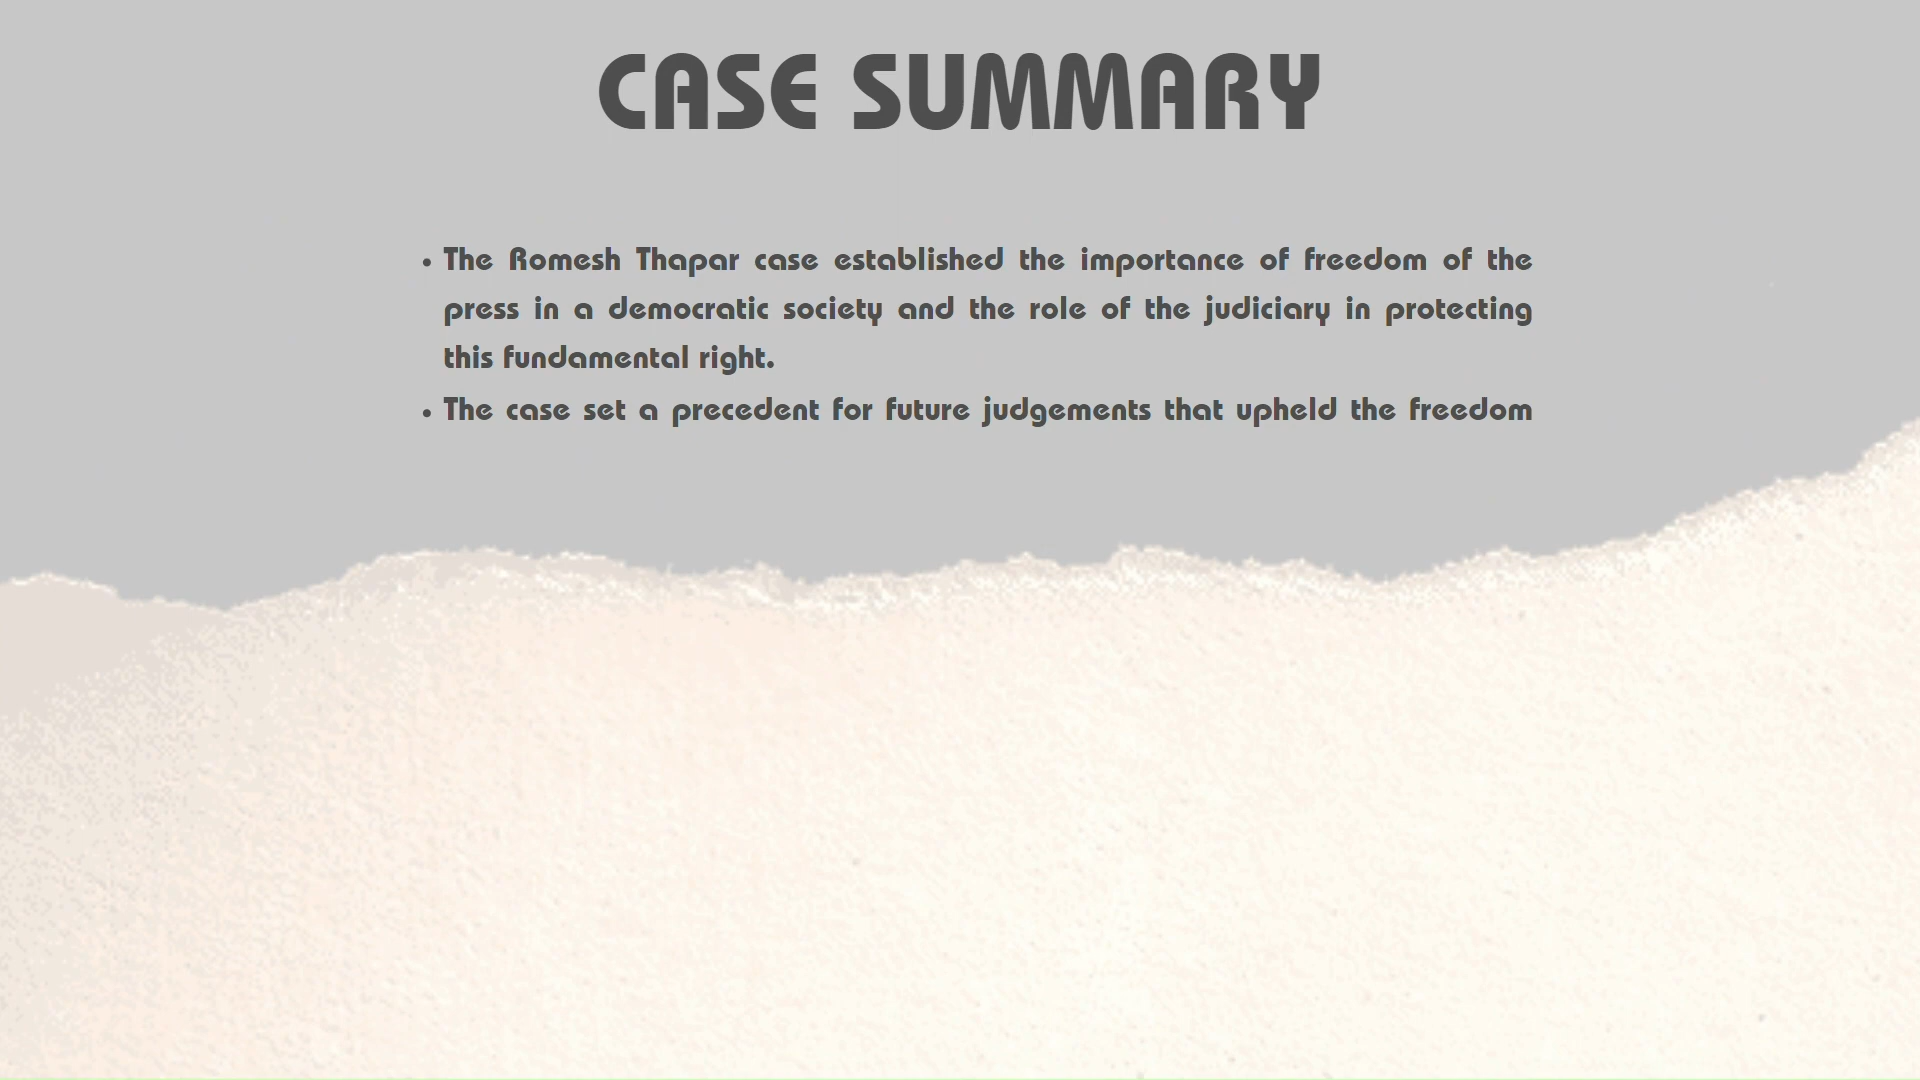 CASE SUMMARY
• The Romesh Thapar case established the importance of freedom of the
press in a democratic society and the role of the judiciary in protecting
this fundamental right.
• The case set a precedent for future judgements that upheld the freedom